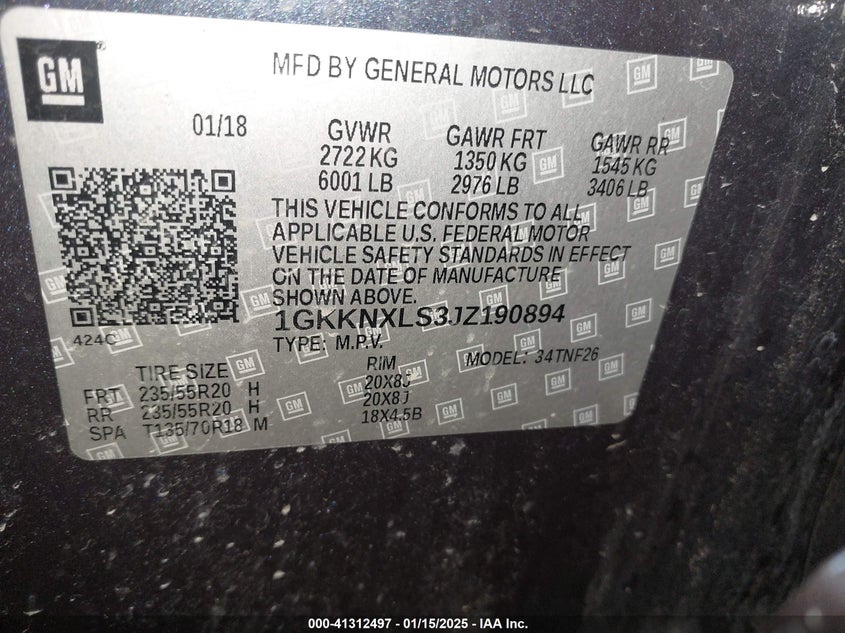 GM
MFD BY GENERAL MOTORS LLC
01/18
GVWR GAWR FRT GAWR RR
2722 KG 1350 KG 1545 KG
6001 LB 2976 LB 3406 LB
THIS VEHICLE CONFORMS TO ALL
APPLICABLE U.S. FEDERAL MOTOR
VEHICLE SAFETY STANDARDS IN EFFECT
ON THE DATE OF MANUFACTURE
SHOWN ABOVE.
1GKKNXLS3JZ190894
424C
TYPE: M.P.V. MODEL: 34TNF26
TIRE SIZE RIM
FRT 235/55R20 H 20X8J
RR 235/55R20 H 20X8J
SPA T135/70R18 M 18X4.5B
000-41312497 - 01/15/2025 - IAA Inc.